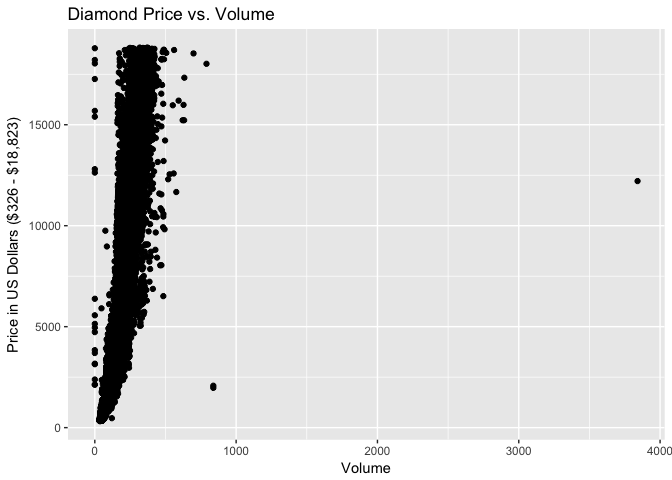 Diamond Price vs. Volume
Price in US Dollars ($326 - $18,823)
15000
10000
5000
0
0 1000 2000 3000 4000
Volume